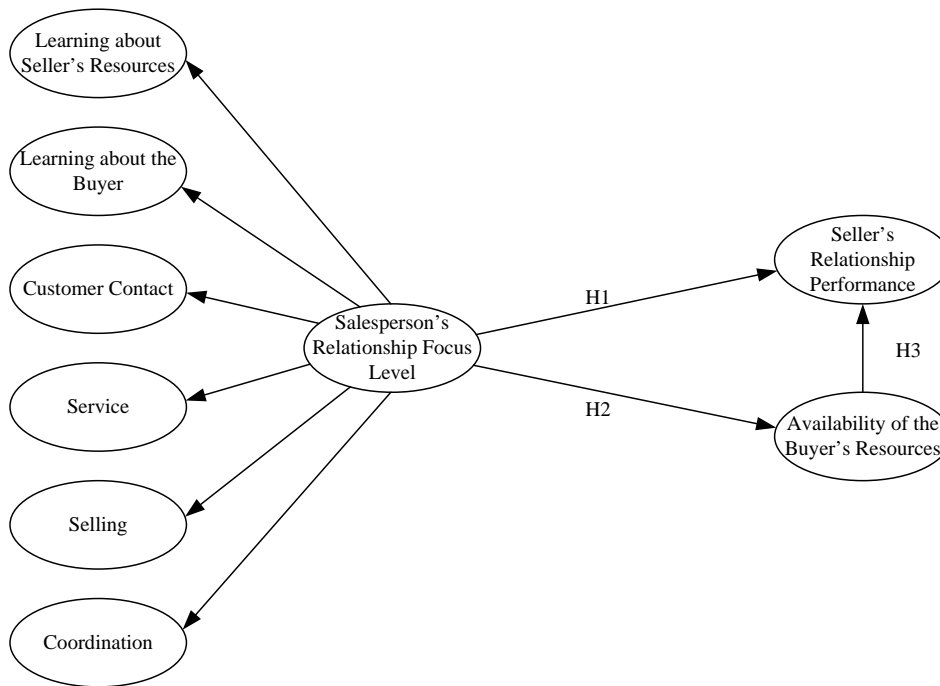 Learning about
Seller's Resources
Learning about the
Buyer
Customer Contact
Service
Selling
Coordination
Salesperson's
Relationship Focus
Level
H1
H2
Seller's
Relationship
Performance
H3
Availability of the
Buyer's Resources